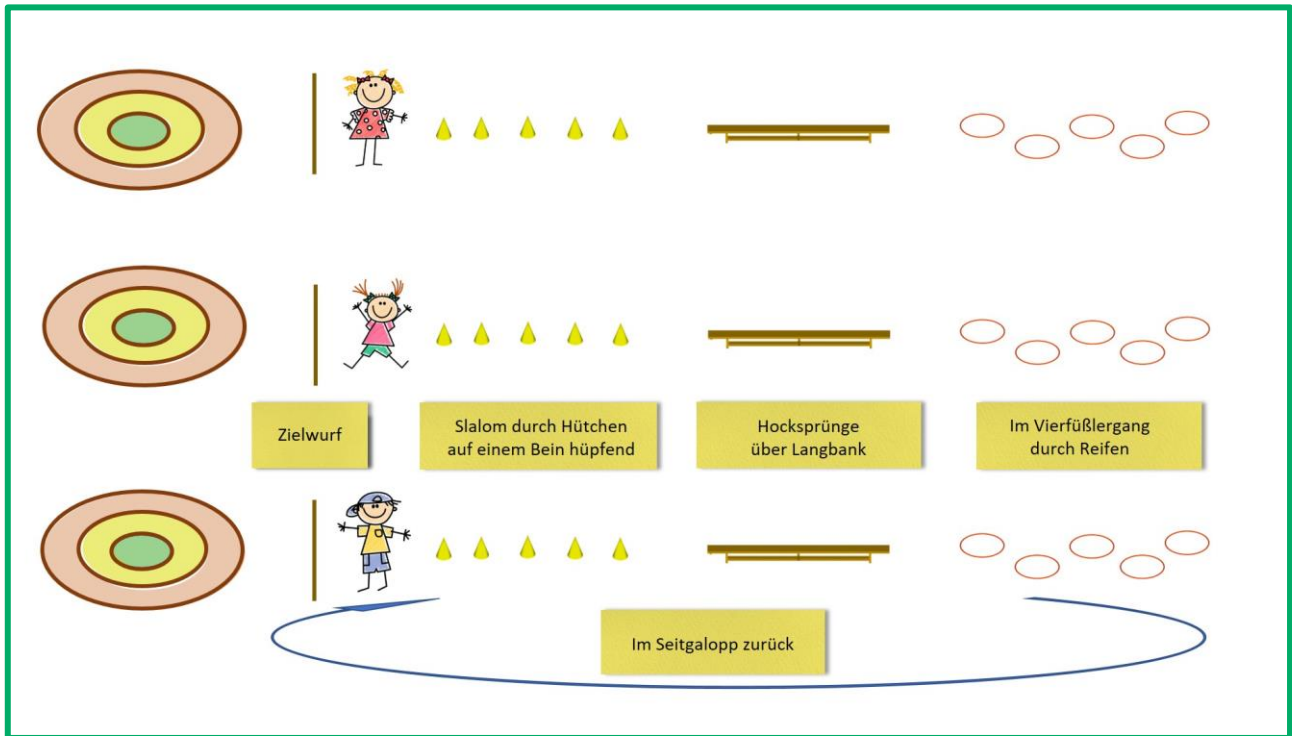 Zielwurf
Slalom durch Hütchen
auf einem Bein hüpfend
Hocksprünge
über Langbank
Im Vierfüßlergang
durch Reifen
Im Seitgalopp zurück